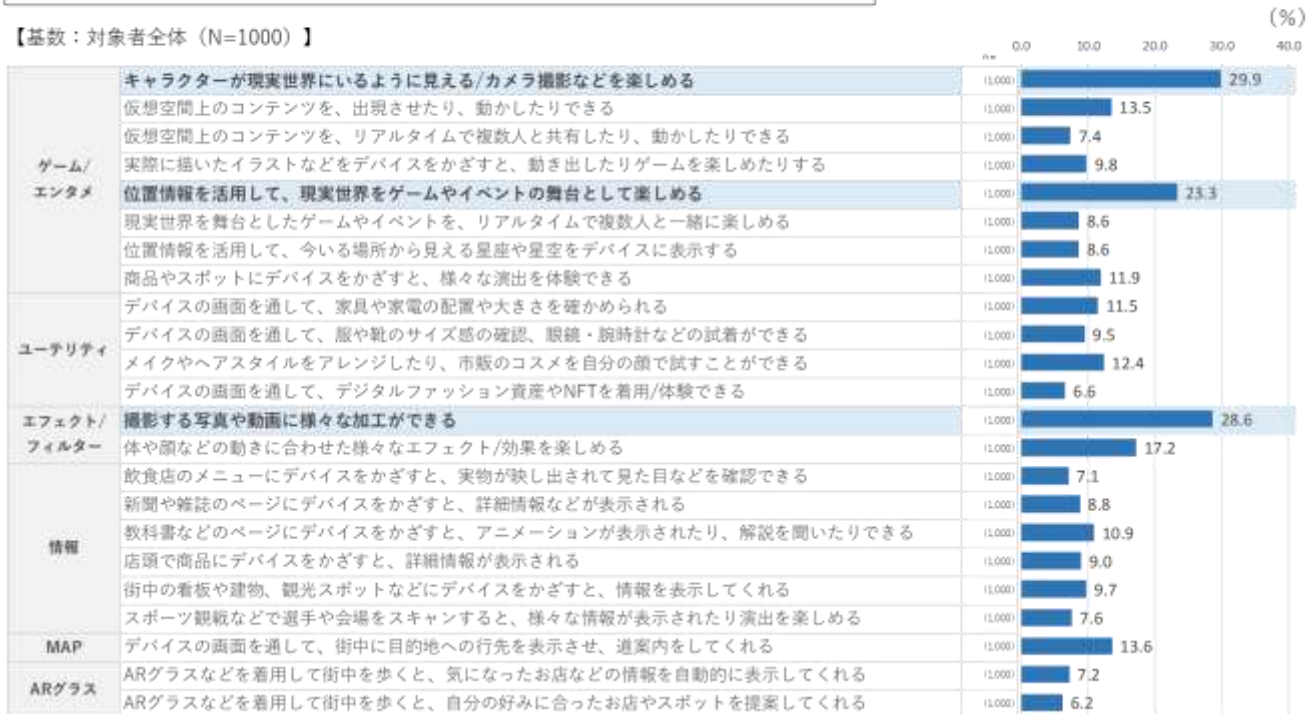 (%)
【基数：対象者全体（N=1000）】
0.0 10.0 20.0 30.0 40.0
n=
ゲーム/
エンタメ
キャラクターが現実世界にいるように見える/カメラ撮影などを楽しめる (1,000) 29.9
仮想空間上のコンテンツを、出現させたり、動かしたりできる (1,000) 13.5
仮想空間上のコンテンツを、リアルタイムで複数人と共有したり、動かしたりできる (1,000) 7.4
実際に描いたイラストなどをデバイスをかざすと、動き出したりゲームを楽しめたりする (1,000) 9.8
位置情報を活用して、現実世界をゲームやイベントの舞台として楽しめる (1,000) 23.3
現実世界を舞台としたゲームやイベントを、リアルタイムで複数人と一緒に楽しめる (1,000) 8.6
位置情報を活用して、今いる場所から見える星座や星空をデバイスに表示する (1,000) 8.6
商品やスポットにデバイスをかざすと、様々な演出を体験できる (1,000) 11.9
ユーテリティ
デバイスの画面を通して、家具や家電の配置や大きさを確かめられる (1,000) 11.5
デバイスの画面を通して、服や靴のサイズ感の確認、眼鏡・腕時計などの試着ができる (1,000) 9.5
メイクやヘアスタイルをアレンジしたり、市販のコスメを自分の顔で試すことができる (1,000) 12.4
デバイスの画面を通して、デジタルファッション資産やNFTを着用/体験できる (1,000) 6.6
エフェクト/
フィルター
撮影する写真や動画に様々な加工ができる (1,000) 28.6
体や顔などの動きに合わせた様々なエフェクト/効果を楽しめる (1,000) 17.2
情報
飲食店のメニューにデバイスをかざすと、実物が映し出されて見た目などを確認できる (1,000) 7.1
新聞や雑誌のページにデバイスをかざすと、詳細情報などが表示される (1,000) 8.8
教科書などのページにデバイスをかざすと、アニメーションが表示されたり、解説を聞いたりできる (1,000) 10.9
店頭で商品にデバイスをかざすと、詳細情報が表示される (1,000) 9.0
街中の看板や建物、観光スポットなどにデバイスをかざすと、情報を表示してくれる (1,000) 9.7
スポーツ観戦などで選手や会場をスキャンすると、様々な情報が表示されたり演出を楽しめる (1,000) 7.6
MAP
デバイスの画面を通して、街中に目的地への行先を表示させ、道案内をしてくれる (1,000) 13.6
ARグラス
ARグラスなどを着用して街中を歩くと、気になったお店などの情報を自動的に表示してくれる (1,000) 7.2
ARグラスなどを着用して街中を歩くと、自分の好みに合ったお店やスポットを提案してくれる (1,000) 6.2